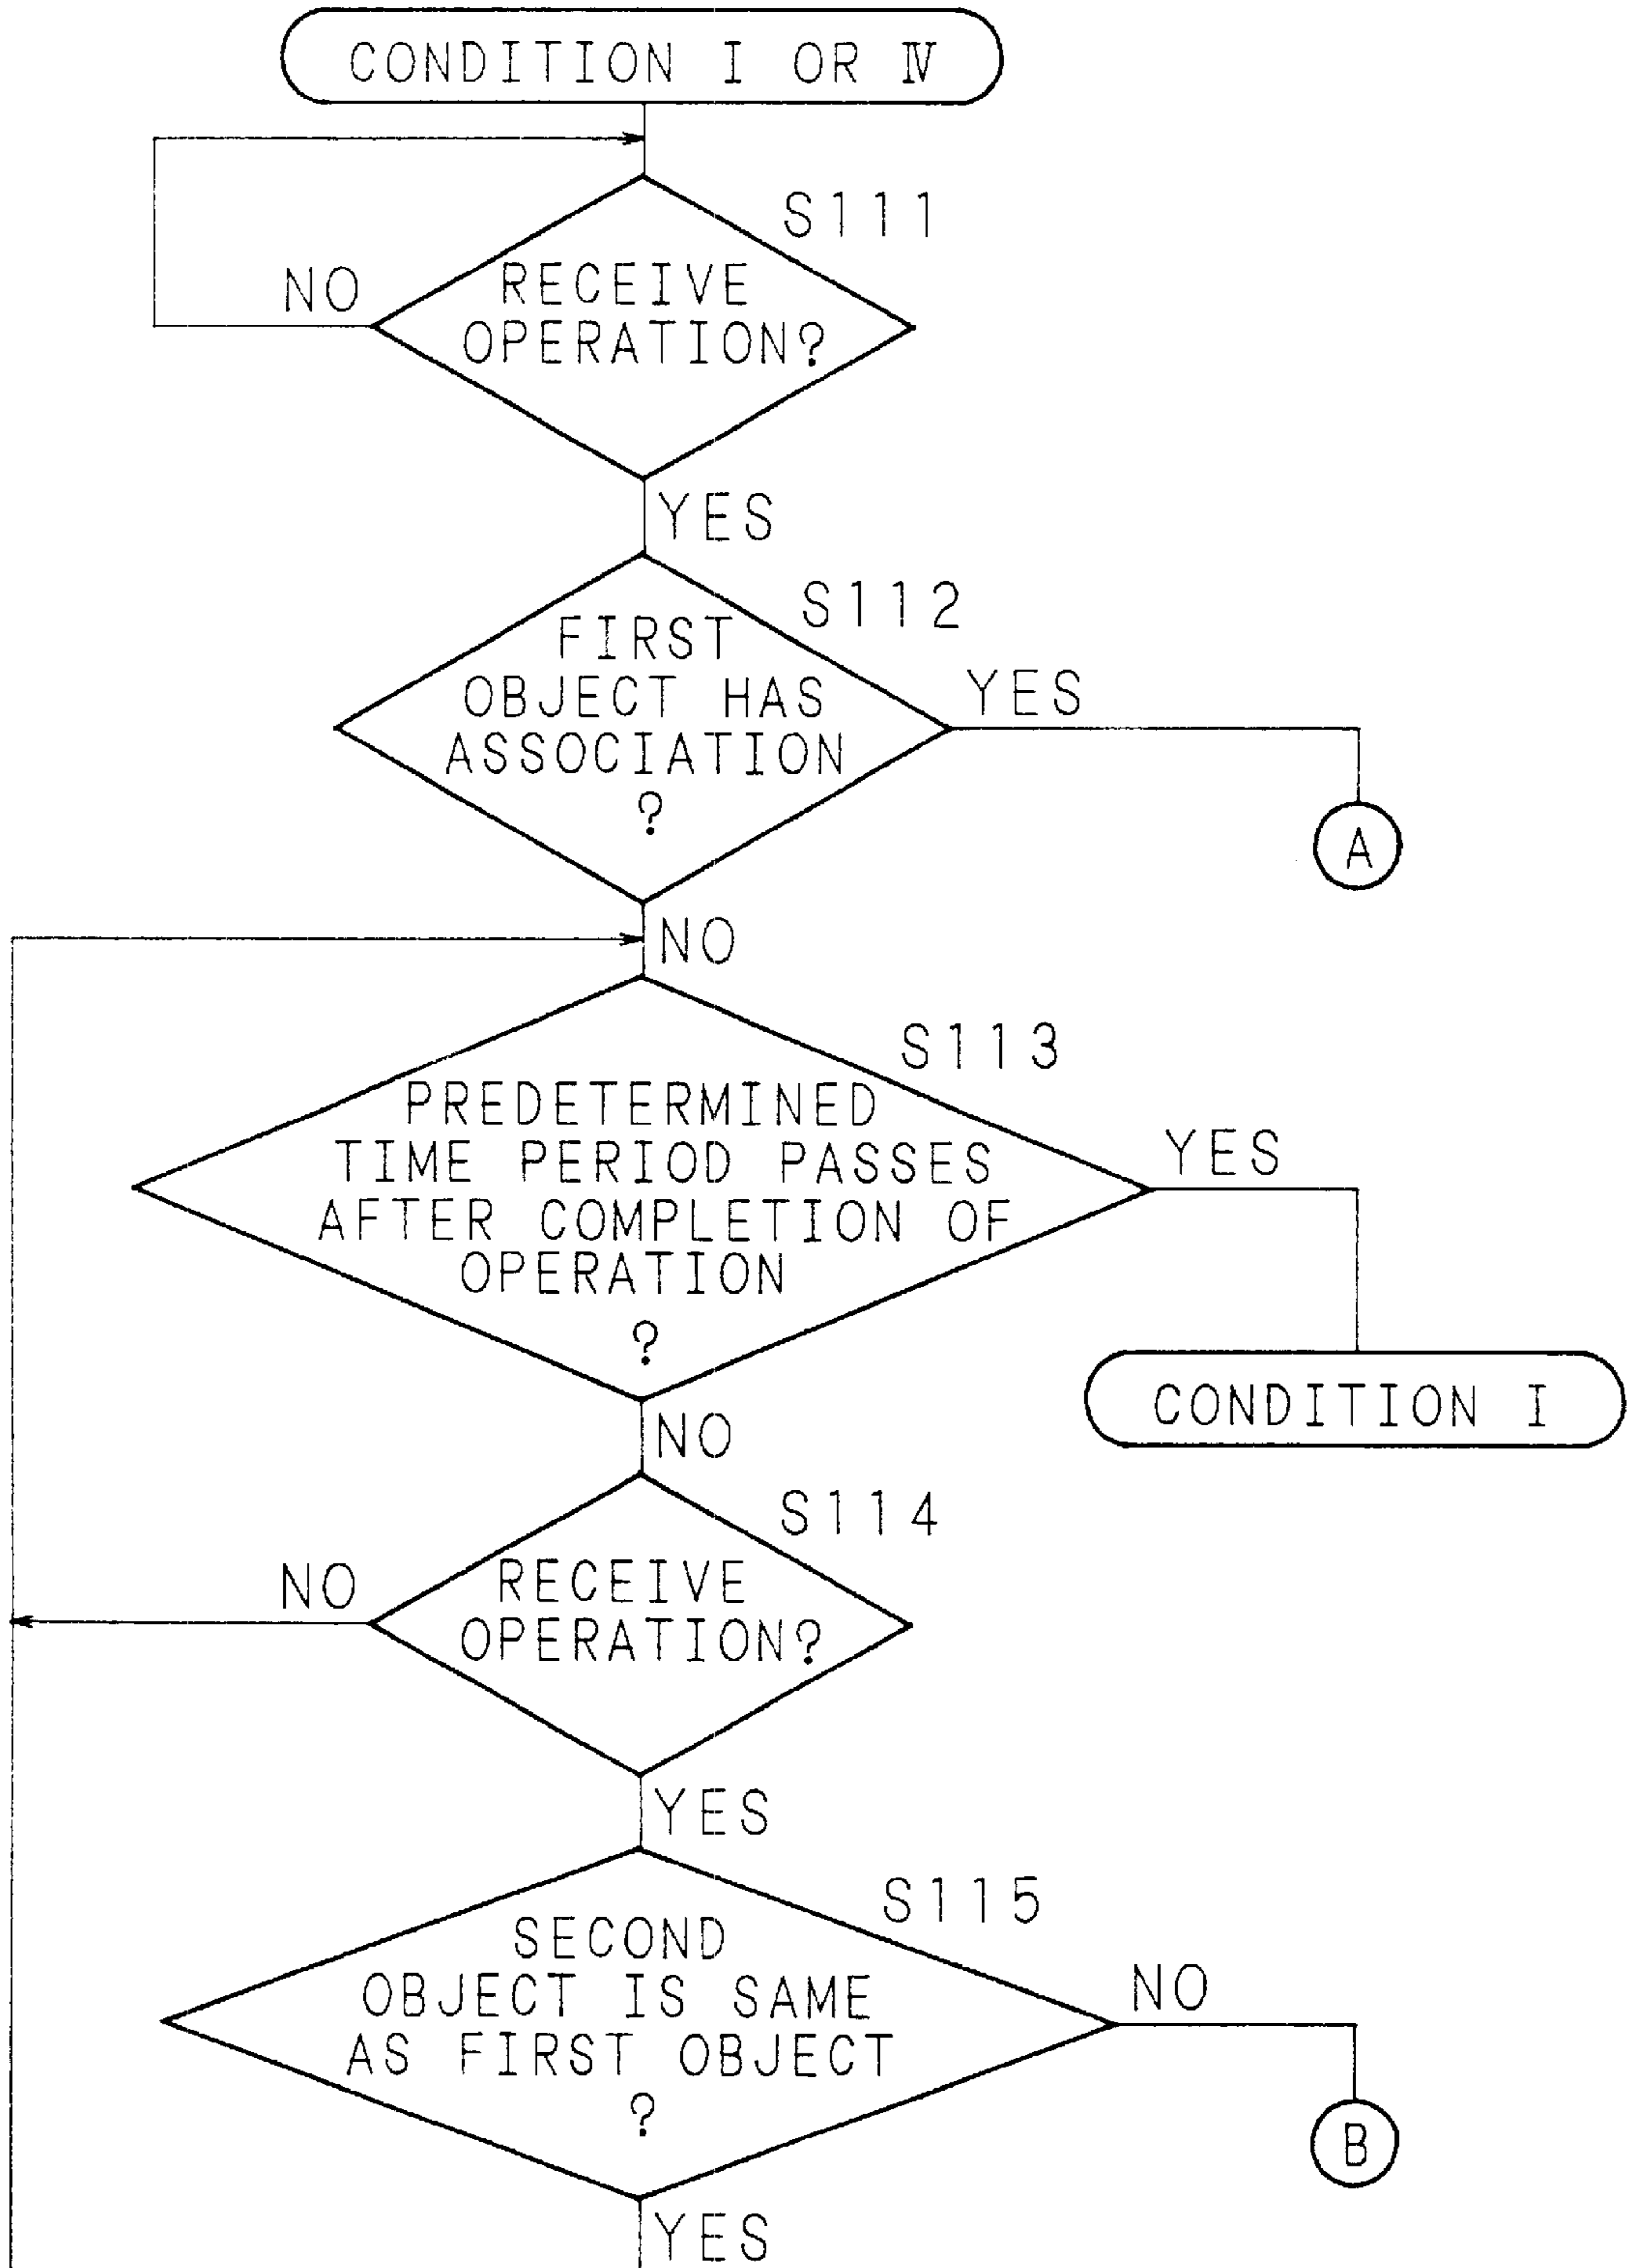 CONDITION I OR Ⅳ
S111
NO
RECEIVE
OPERATION?
YES
S112
FIRST
OBJECT HAS
ASSOCIATION
?
YES
A
NO
S113
PREDETERMINED
TIME PERIOD PASSES
AFTER COMPLETION OF
OPERATION
?
YES
CONDITION I
NO
S114
NO
RECEIVE
OPERATION?
YES
S115
SECOND
OBJECT IS SAME
AS FIRST OBJECT
?
NO
B
YES